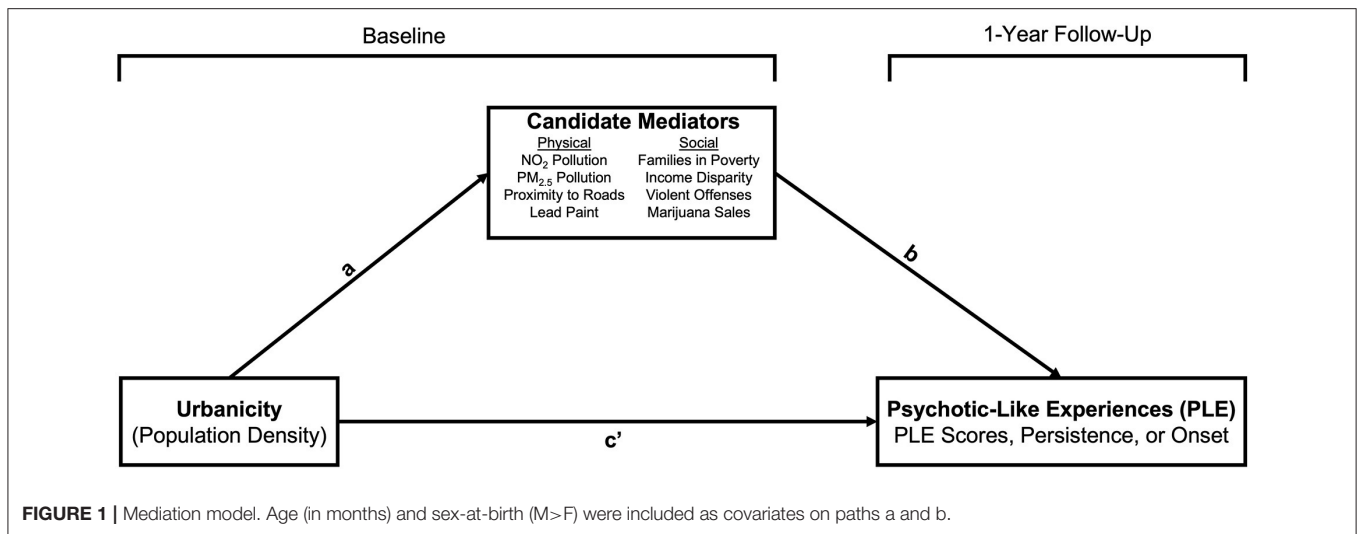 Baseline
1-Year Follow-Up
Candidate Mediators
Physical Social
NO₂ Pollution Families in Poverty
PM₂.₅ Pollution Income Disparity
Proximity to Roads Violent Offenses
Lead Paint Marijuana Sales
a
b
Urbanicity
(Population Density)
c’
Psychotic-Like Experiences (PLE)
PLE Scores, Persistence, or Onset
FIGURE 1 | Mediation model. Age (in months) and sex-at-birth (M>F) were included as covariates on paths a and b.